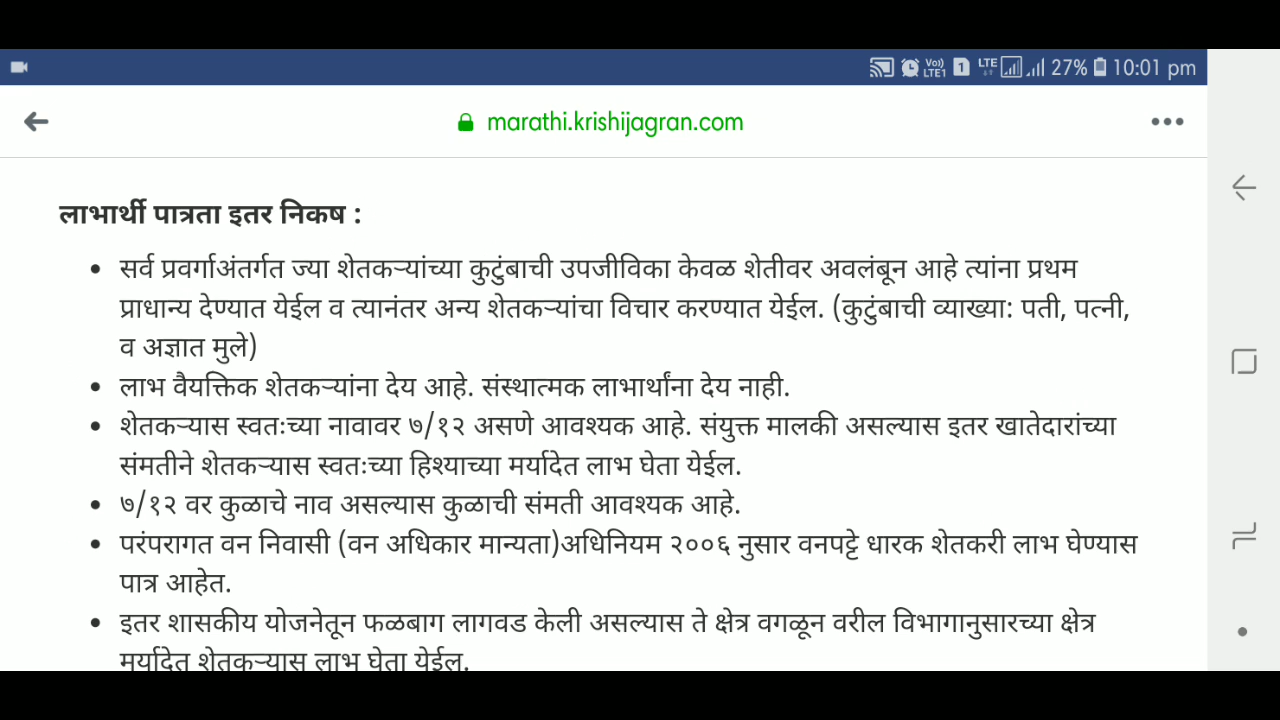 VoLTE1 1 LTE 27% 10:01 pm
marathi.krishijagran.com
लाभार्थी पात्रता इतर निकष :
सर्व प्रवर्गाअंतर्गत ज्या शेतकऱ्यांच्या कुटुंबाची उपजीविका केवळ शेतीवर अवलंबून आहे त्यांना प्रथम
प्राधान्य देण्यात येईल व त्यानंतर अन्य शेतकऱ्यांचा विचार करण्यात येईल. (कुटुंबाची व्याख्या: पती, पत्नी,
व अज्ञात मुले)
लाभ वैयक्तिक शेतकऱ्यांना देय आहे. संस्थात्मक लाभार्थांना देय नाही.
शेतकऱ्यास स्वतःच्या नावावर ७/१२ असणे आवश्यक आहे. संयुक्त मालकी असल्यास इतर खातेदारांच्या
संमतीने शेतकऱ्यास स्वतःच्या हिश्याच्या मर्यादेत लाभ घेता येईल.
७/१२ वर कुळाचे नाव असल्यास कुळाची संमती आवश्यक आहे.
परंपरागत वन निवासी (वन अधिकार मान्यता)अधिनियम २००६ नुसार वनपट्टे धारक शेतकरी लाभ घेण्यास
पात्र आहेत.
इतर शासकीय योजनेतून फळबाग लागवड केली असल्यास ते क्षेत्र वगळून वरील विभागानुसारच्या क्षेत्र
मर्यादेत शेतकऱ्यास लाभ घेता येईल.